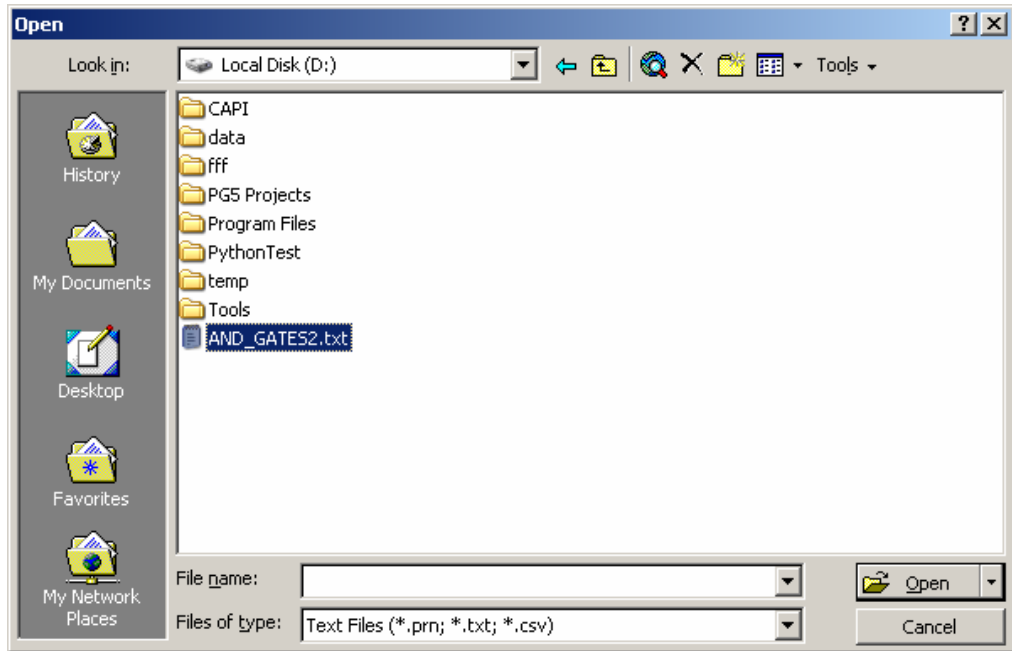 Open
Look in:
Local Disk (D:)
Tools
History
My Documents
Desktop
Favorites
My Network
Places
CAPI
data
fff
PG5 Projects
Program Files
PythonTest
temp
Tools
AND_GATES2.txt
File name:
Open
Files of type:
Text Files (*.prn; *.txt; *.csv)
Cancel